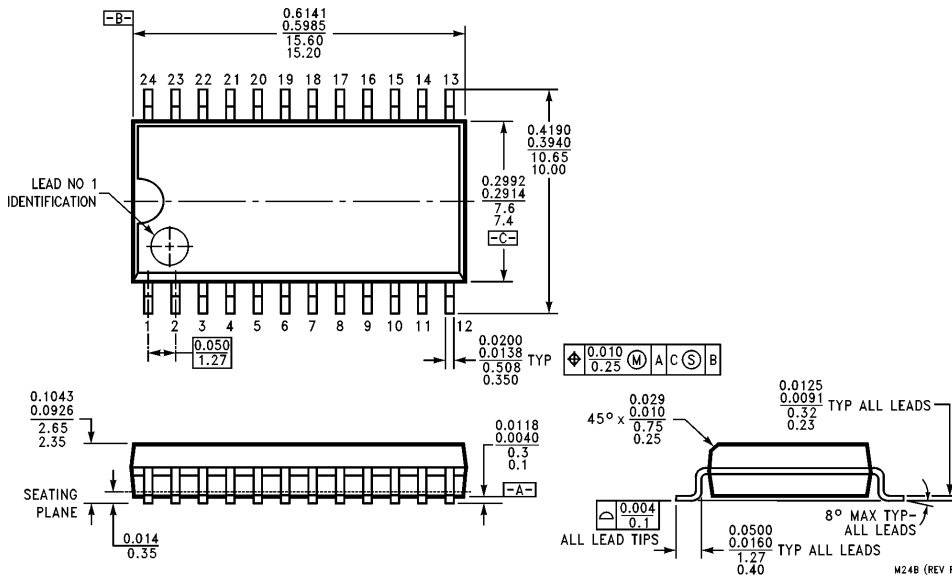 -B-
0.6141
0.5985
15.60
15.20
24 23 22 21 20 19 18 17 16 15 14 13
0.4190
0.3940
10.65
10.00
LEAD NO 1
IDENTIFICATION
0.2992
0.2914
7.6
7.4
-C-
1 2 3 4 5 6 7 8 9 10 11 12
0.050
1.27
0.0200
0.0138
0.508
0.350
TYP
0.010
0.25
M A C S B
0.1043
0.0926
2.65
2.35
0.0118
0.0040
0.3
0.1
-A-
SEATING
PLANE
0.014
0.35
45° x
0.029
0.010
0.75
0.25
0.0125
0.0091
0.32
0.23
TYP ALL LEADS
0.004
0.1
ALL LEAD TIPS
8° MAX TYP-
ALL LEADS
0.0500
0.0160
1.27
0.40
TYP ALL LEADS
M24B (REV